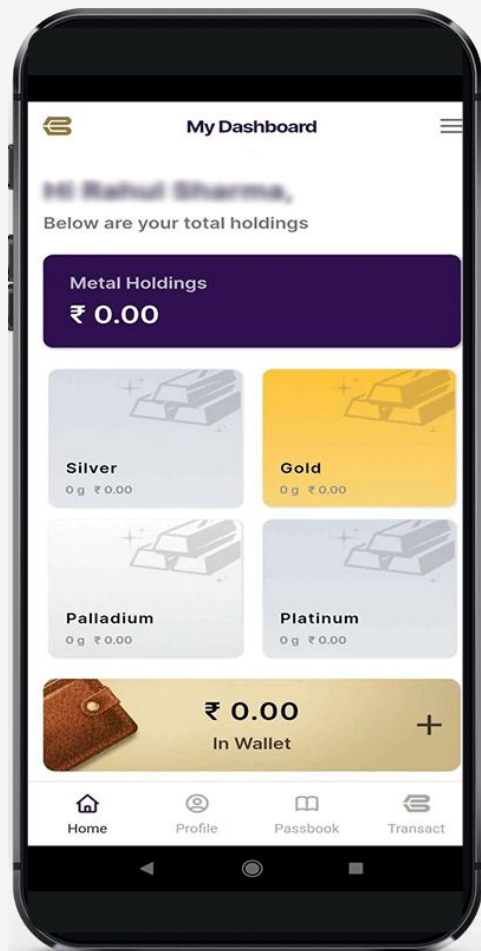 My Dashboard
Below are your total holdings
Metal Holdings
₹ 0.00
Silver
0 g ₹ 0.00
Gold
0 g ₹ 0.00
Palladium
0 g ₹ 0.00
Platinum
0 g ₹ 0.00
₹ 0.00
In Wallet
Home Profile Passbook Transact